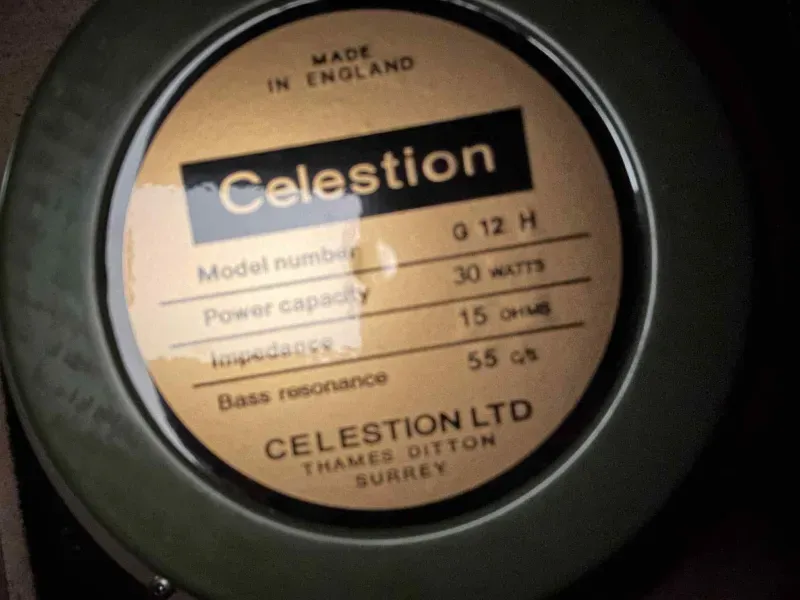 MADE
IN ENGLAND
Celestion
Model number G 12 H
Power capacity 30 WATTS
Impedance 15 OHMS
Bass resonance 55 C/S
CELESTION LTD
THAMES DITTON
SURREY